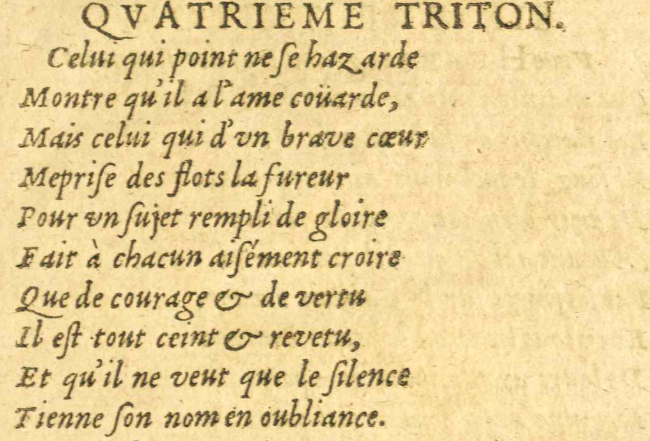 QVATRIEME TRITON.
Celui qui point ne ſe hazarde
Montre qu'il a l'ame coüarde,
Mais celui qui d'vn brave cœur
Mepriſe des flots la fureur
Pour vn ſujet rempli de gloire
Fait à chacun aiſément croire
Que de courage & de vertu
Il eſt tout ceint & revetu,
Et qu'il ne veut que le ſilence
Tienne ſon nom en oubliance.